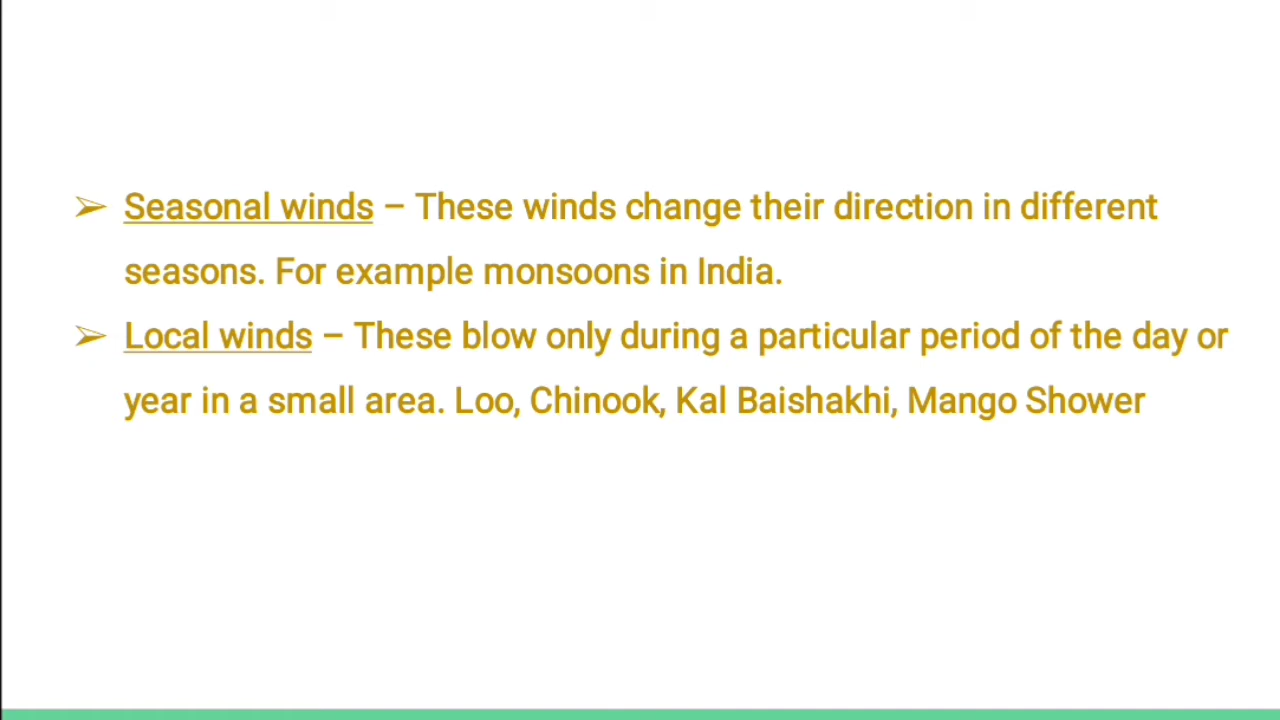 ➢ Seasonal winds – These winds change their direction in different
seasons. For example monsoons in India.
➢ Local winds – These blow only during a particular period of the day or
year in a small area. Loo, Chinook, Kal Baishakhi, Mango Shower